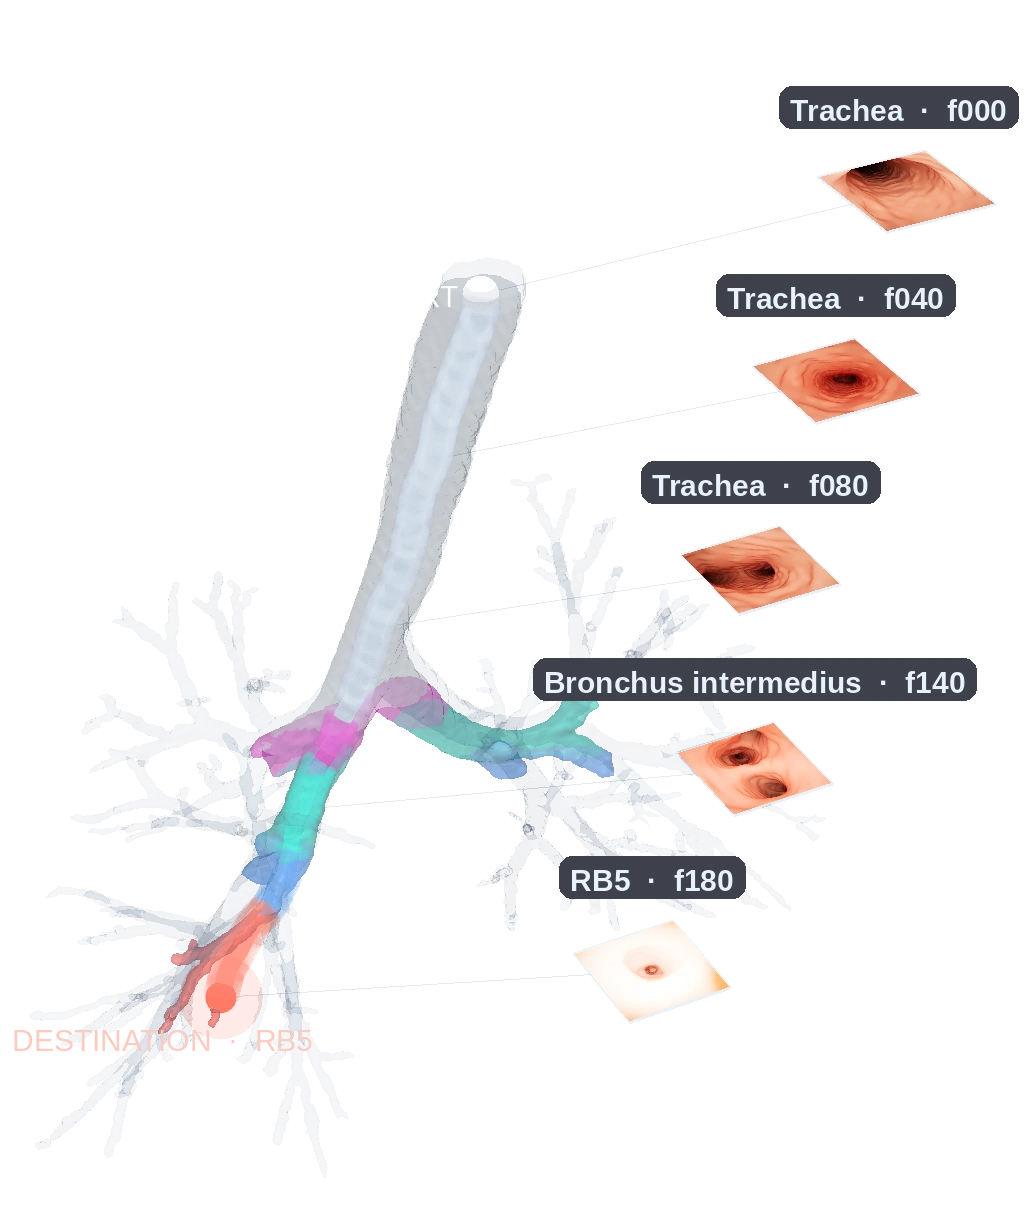 Trachea · f000
Trachea · f040
Trachea · f080
Bronchus intermedius · f140
RB5 · f180
DESTINATION · RB5